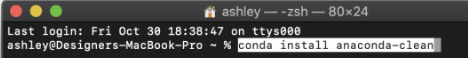 ashley — -zsh — 80×24
Last login: Fri Oct 30 18:38:47 on ttys000
ashley@Designers-MacBook-Pro ~ % conda install anaconda-clean